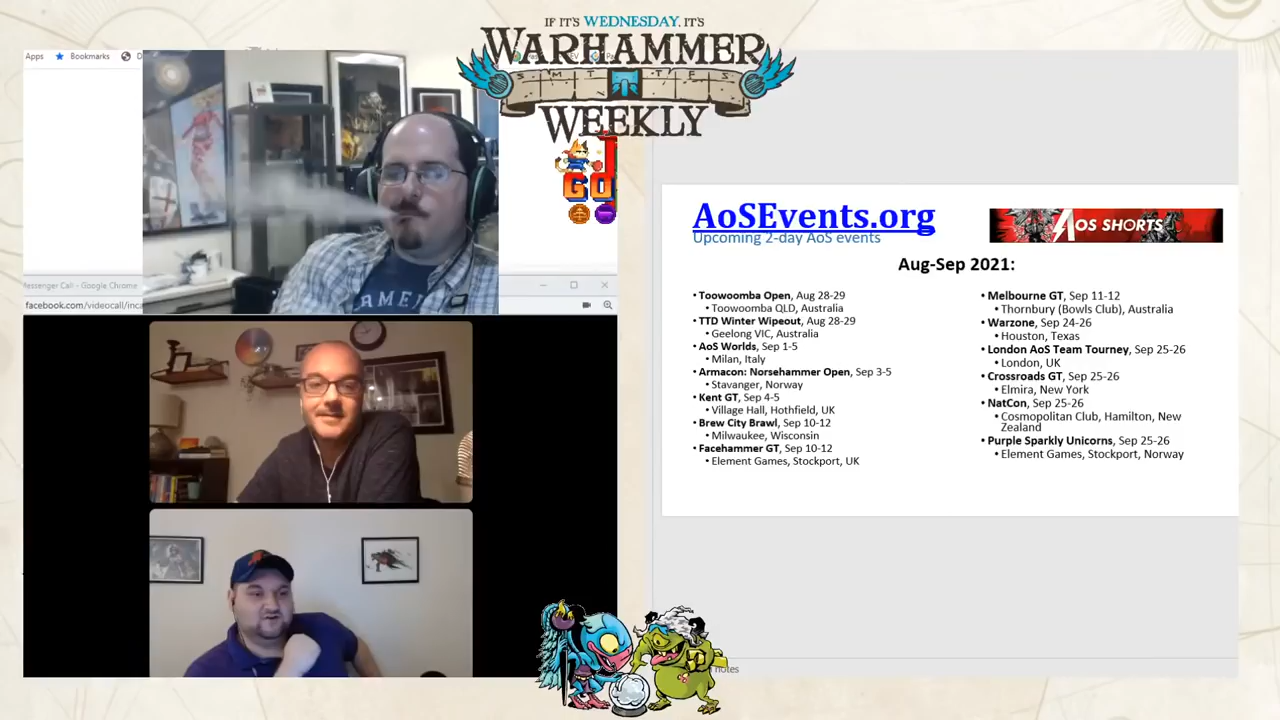 IF IT'S WEDNESDAY, IT'S
WARHAMMER
WEEKLY
Apps
Bookmarks
Messenger Call - Google Chrome
facebook.com/videocall/inca
AoSEvents.org
Upcoming 2-day AoS events
AOS SHORTS
Aug-Sep 2021:
• Toowoomba Open, Aug 28-29
• Toowoomba QLD, Australia
• TTD Winter Wipeout, Aug 28-29
• Geelong VIC, Australia
• AoS Worlds, Sep 1-5
• Milan, Italy
• Armacon: Norsehammer Open, Sep 3-5
• Stavanger, Norway
• Kent GT, Sep 4-5
• Village Hall, Hothfield, UK
• Brew City Brawl, Sep 10-12
• Milwaukee, Wisconsin
• Facehammer GT, Sep 10-12
• Element Games, Stockport, UK
• Melbourne GT, Sep 11-12
• Thornbury (Bowls Club), Australia
• Warzone, Sep 24-26
• Houston, Texas
• London AoS Team Tourney, Sep 25-26
• London, UK
• Crossroads GT, Sep 25-26
• Elmira, New York
• NatCon, Sep 25-26
• Cosmopolitan Club, Hamilton, New
Zealand
• Purple Sparkly Unicorns, Sep 25-26
• Element Games, Stockport, Norway
notes